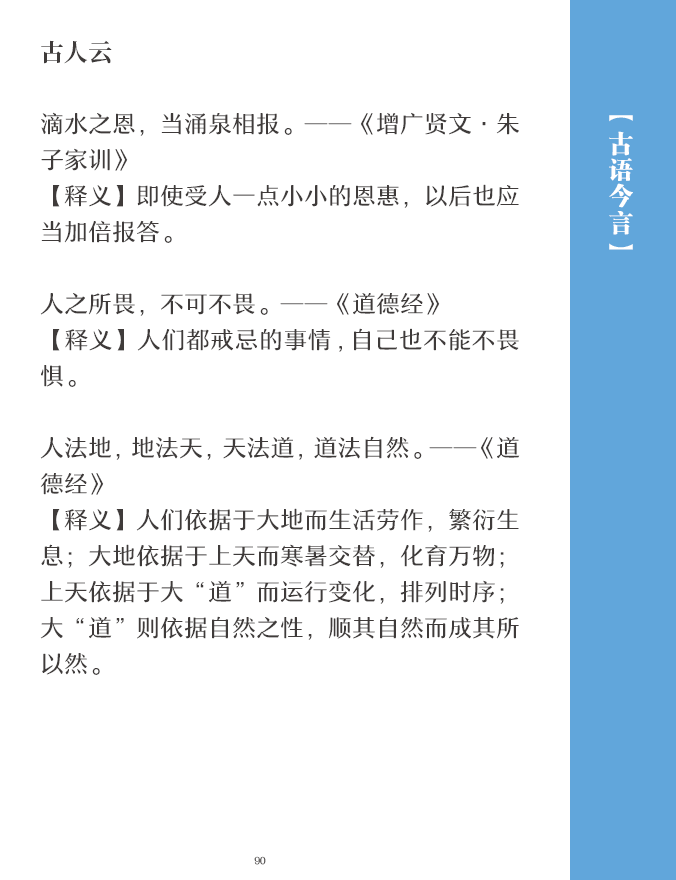 古人云
滴水之恩，当涌泉相报。——《增广贤文·朱
子家训》
【释义】即使受人一点小小的恩惠，以后也应
当加倍报答。
人之所畏，不可不畏。——《道德经》
【释义】人们都戒忌的事情，自己也不能不畏
惧。
人法地，地法天，天法道，道法自然。——《道
德经》
【释义】人们依据于大地而生活劳作，繁衍生
息；大地依据于上天而寒暑交替，化育万物；
上天依据于大“道”而运行变化，排列时序；
大“道”则依据自然之性，顺其自然而成其所
以然。
【古语今言】
90